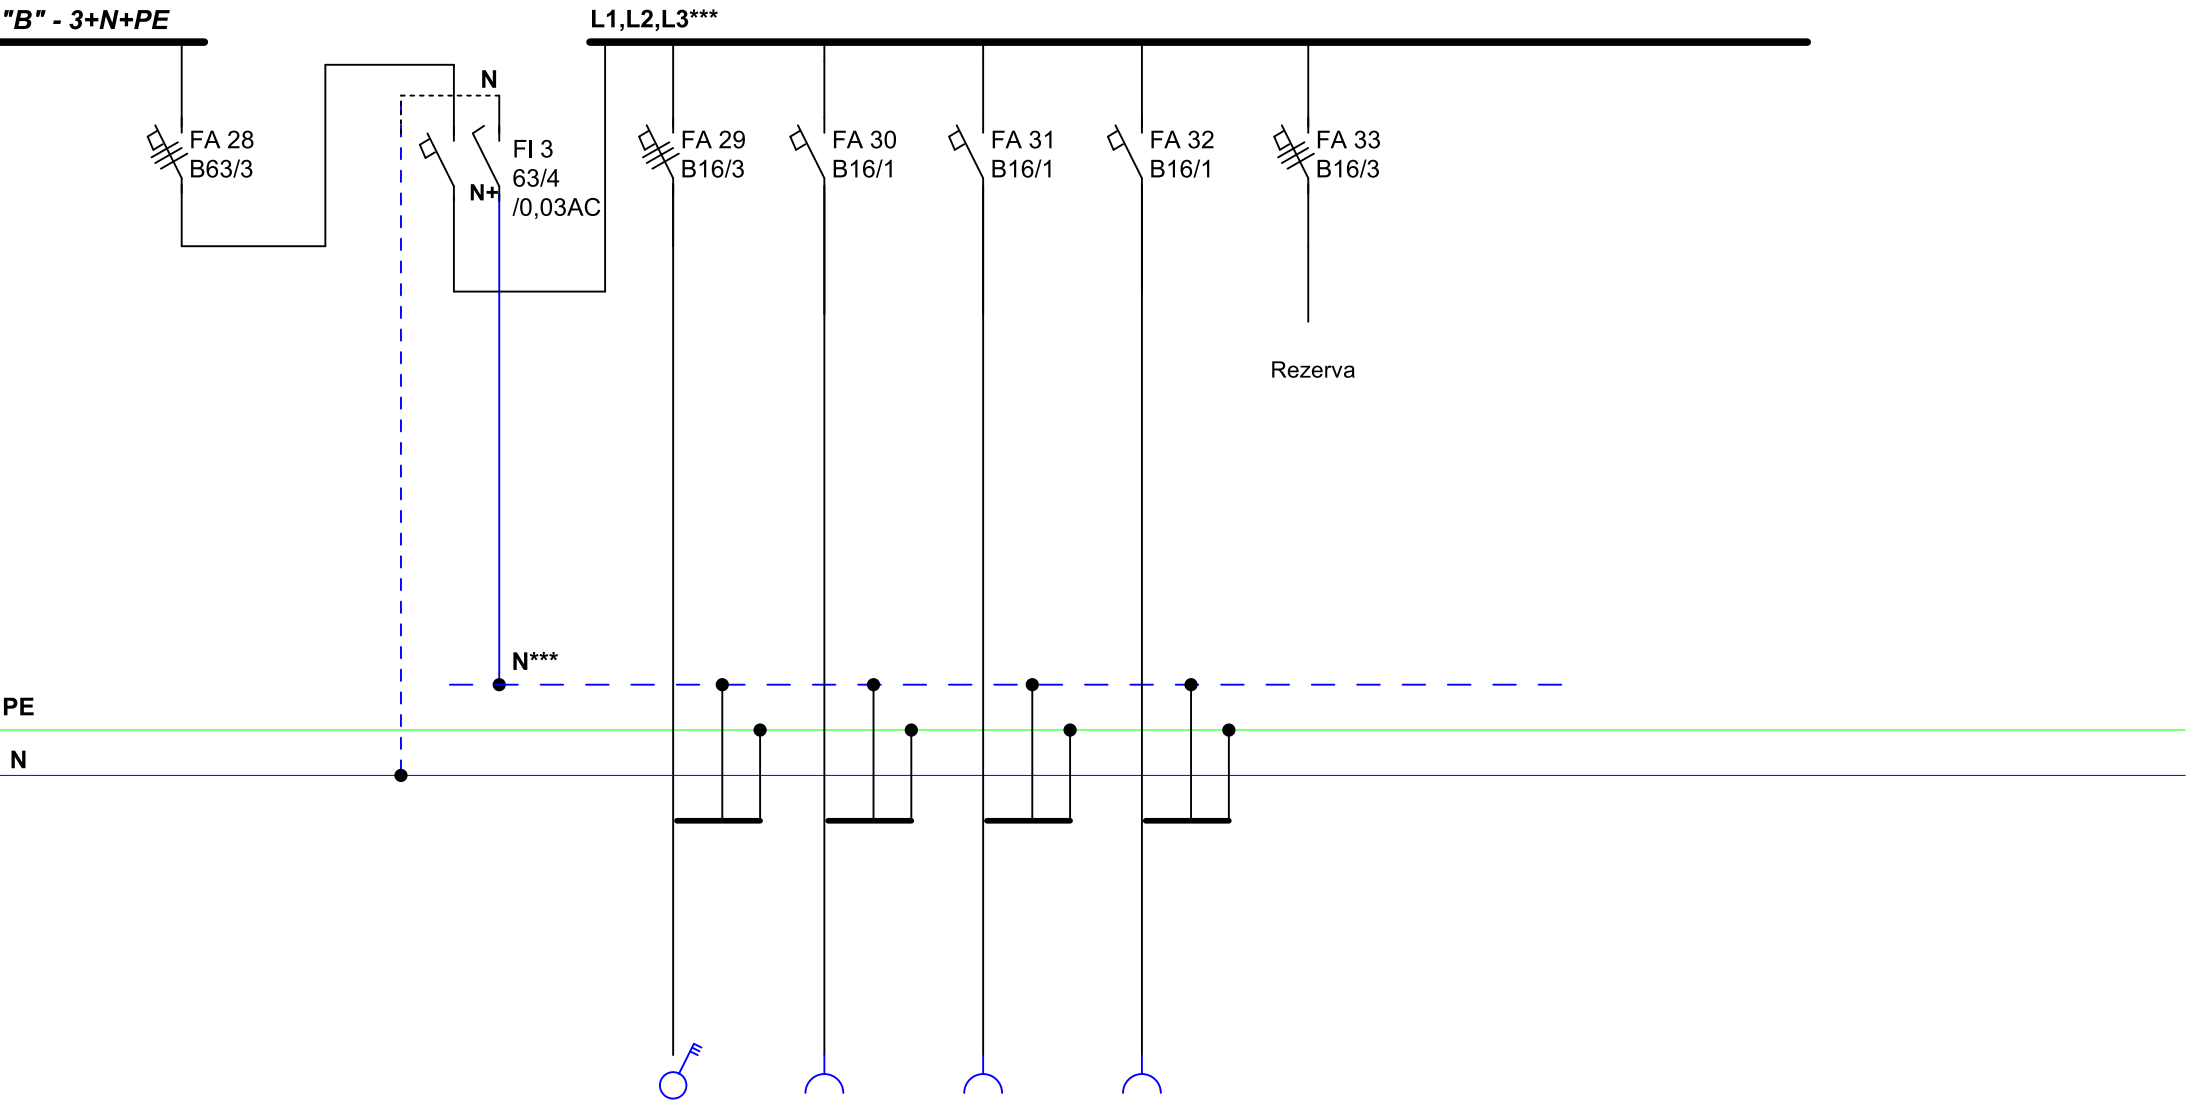 "B" - 3+N+PE
L1,L2,L3***
N
FA 28
B63/3
FI 3
63/4
N+
/0,03AC
FA 29
B16/3
FA 30
B16/1
FA 31
B16/1
FA 32
B16/1
FA 33
B16/3
Rezerva
N***
PE
N